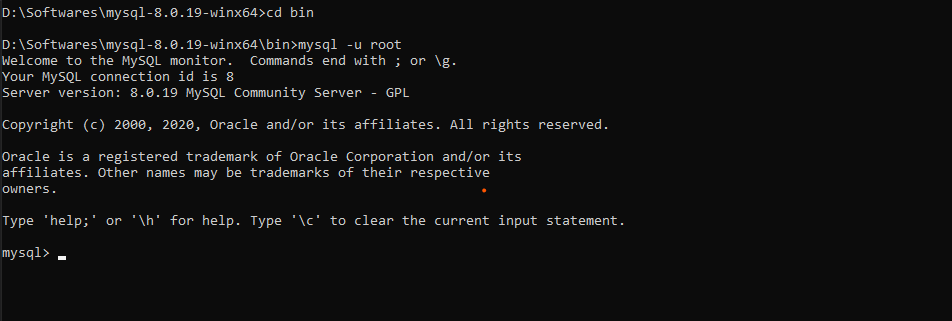 D:\Softwares\mysql-8.0.19-winx64>cd bin
D:\Softwares\mysql-8.0.19-winx64\bin>mysql -u root
Welcome to the MySQL monitor.  Commands end with ; or \g.
Your MySQL connection id is 8
Server version: 8.0.19 MySQL Community Server - GPL
Copyright (c) 2000, 2020, Oracle and/or its affiliates. All rights reserved.
Oracle is a registered trademark of Oracle Corporation and/or its
affiliates. Other names may be trademarks of their respective
owners.
Type 'help;' or '\h' for help. Type '\c' to clear the current input statement.
mysql>